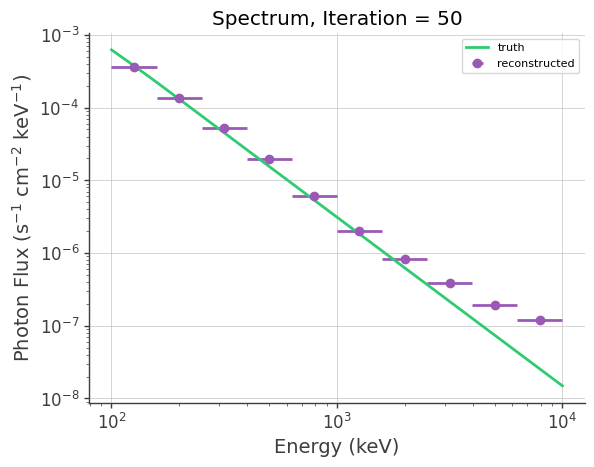 Spectrum, Iteration = 50
truth
reconstructed
Photon Flux (s⁻¹ cm⁻² keV⁻¹)
10⁻³
10⁻⁴
10⁻⁵
10⁻⁶
10⁻⁷
10⁻⁸
10²
10³
10⁴
Energy (keV)